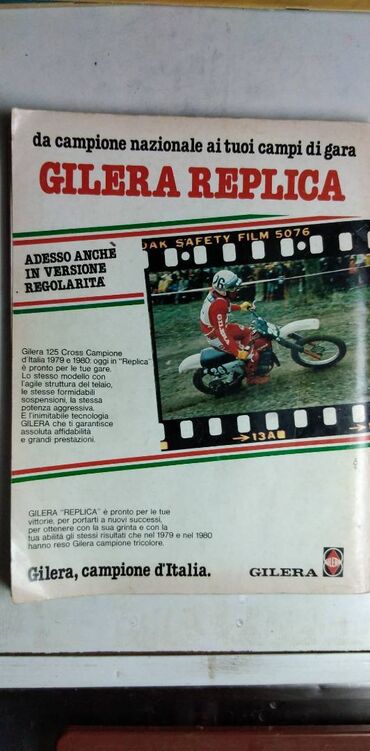 da campione nazionale ai tuoi campi di gara
GILERA REPLICA
ADESSO ANCHÈ
IN VERSIONE
REGOLARITÀ
OAK SAFETY FILM 5076
Gilera 125 Cross Campione
d'Italia 1979 e 1980: oggi in "Replica"
è pronto per le tue gare.
Lo stesso modello con
l'agile struttura del telaio,
le stesse formidabili
sospensioni, la stessa
potenza aggressiva.
E l'inimitabile tecnologia
GILERA che ti garantisce
assoluta affidabilità
e grandi prestazioni.
13A
GILERA "REPLICA" è pronto per le tue
vittorie, per portarti a nuovi successi,
per ottenere con la sua grinta e con la
tua abilità gli stessi risultati che nel 1979 e nel 1980
hanno reso Gilera campione tricolore.
Gilera, campione d'Italia.
GILERA
GILERA